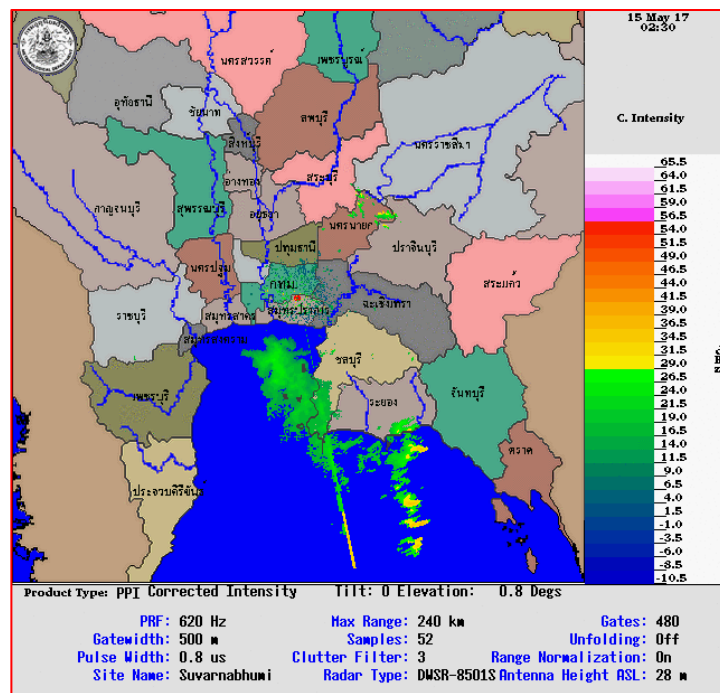 15 May 17
02:30
C. Intensity
65.5
64.0
61.5
59.0
56.5
54.0
51.5
49.0
46.5
44.0
41.5
39.0
36.5
34.0
31.5
29.0
26.5
24.0
21.5
19.0
16.5
14.0
11.5
9.0
6.5
4.0
1.5
-1.0
-3.5
-6.0
-8.5
-10.5
นครสวรรค์
เพชรบูรณ์
อุทัยธานี
ชัยนาท
ลพบุรี
สิงห์บุรี
นครราชสีมา
สระบุรี
อ่างทอง
กาญจนบุรี
สุพรรณบุรี
อยุธยา
นครนายก
ปทุมธานี
ปราจีนบุรี
นครปฐม
กทม.
สระแก้ว
ฉะเชิงเทรา
สมุทรสาคร
สมุทรปราการ
ราชบุรี
สมุทรสงคราม
ชลบุรี
จันทบุรี
เพชรบุรี
ระยอง
ตราด
ประจวบคีรีขันธ์
Product Type: PPI Corrected Intensity Tilt: 0 Elevation: 0.8 Degs
PRF: 620 Hz Max Range: 240 km Gates: 480
Gatewidth: 500 m Samples: 52 Unfolding: Off
Pulse Width: 0.8 us Clutter Filter: 3 Range Normalization: On
Site Name: Suvarnabhumi Radar Type: DWSR-8501S Antenna Height ASL: 28 m